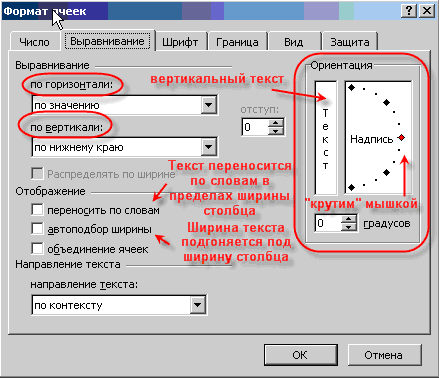 Формат ячеек
Число Выравнивание Шрифт Граница Вид Защита
Выравнивание
по горизонтали:
по значению
отступ:
по вертикали:
0
по нижнему краю
Распределять по ширине
Отображение
переносить по словам
автоподбор ширины
объединение ячеек
Текст переносится
по словам в
пределах ширины
столбца
Ширина текста
подгоняется под
ширину столбца
Направление текста
направление текста:
по контексту
Ориентация
вертикальный текст
Текст
Надпись
"крутим" мышкой
0 градусов
ОК Отмена